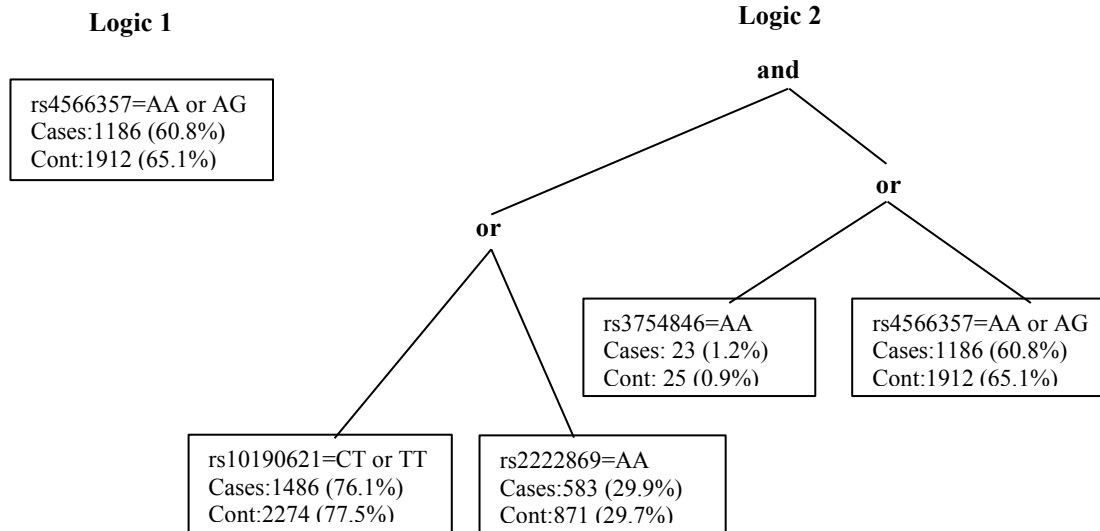 Logic 1
rs4566357=AA or AG
Cases:1186 (60.8%)
Cont:1912 (65.1%)
Logic 2
and
or
or
rs3754846=AA
Cases: 23 (1.2%)
Cont: 25 (0.9%)
rs4566357=AA or AG
Cases:1186 (60.8%)
Cont:1912 (65.1%)
rs10190621=CT or TT
Cases:1486 (76.1%)
Cont:2274 (77.5%)
rs2222869=AA
Cases:583 (29.9%)
Cont:871 (29.7%)